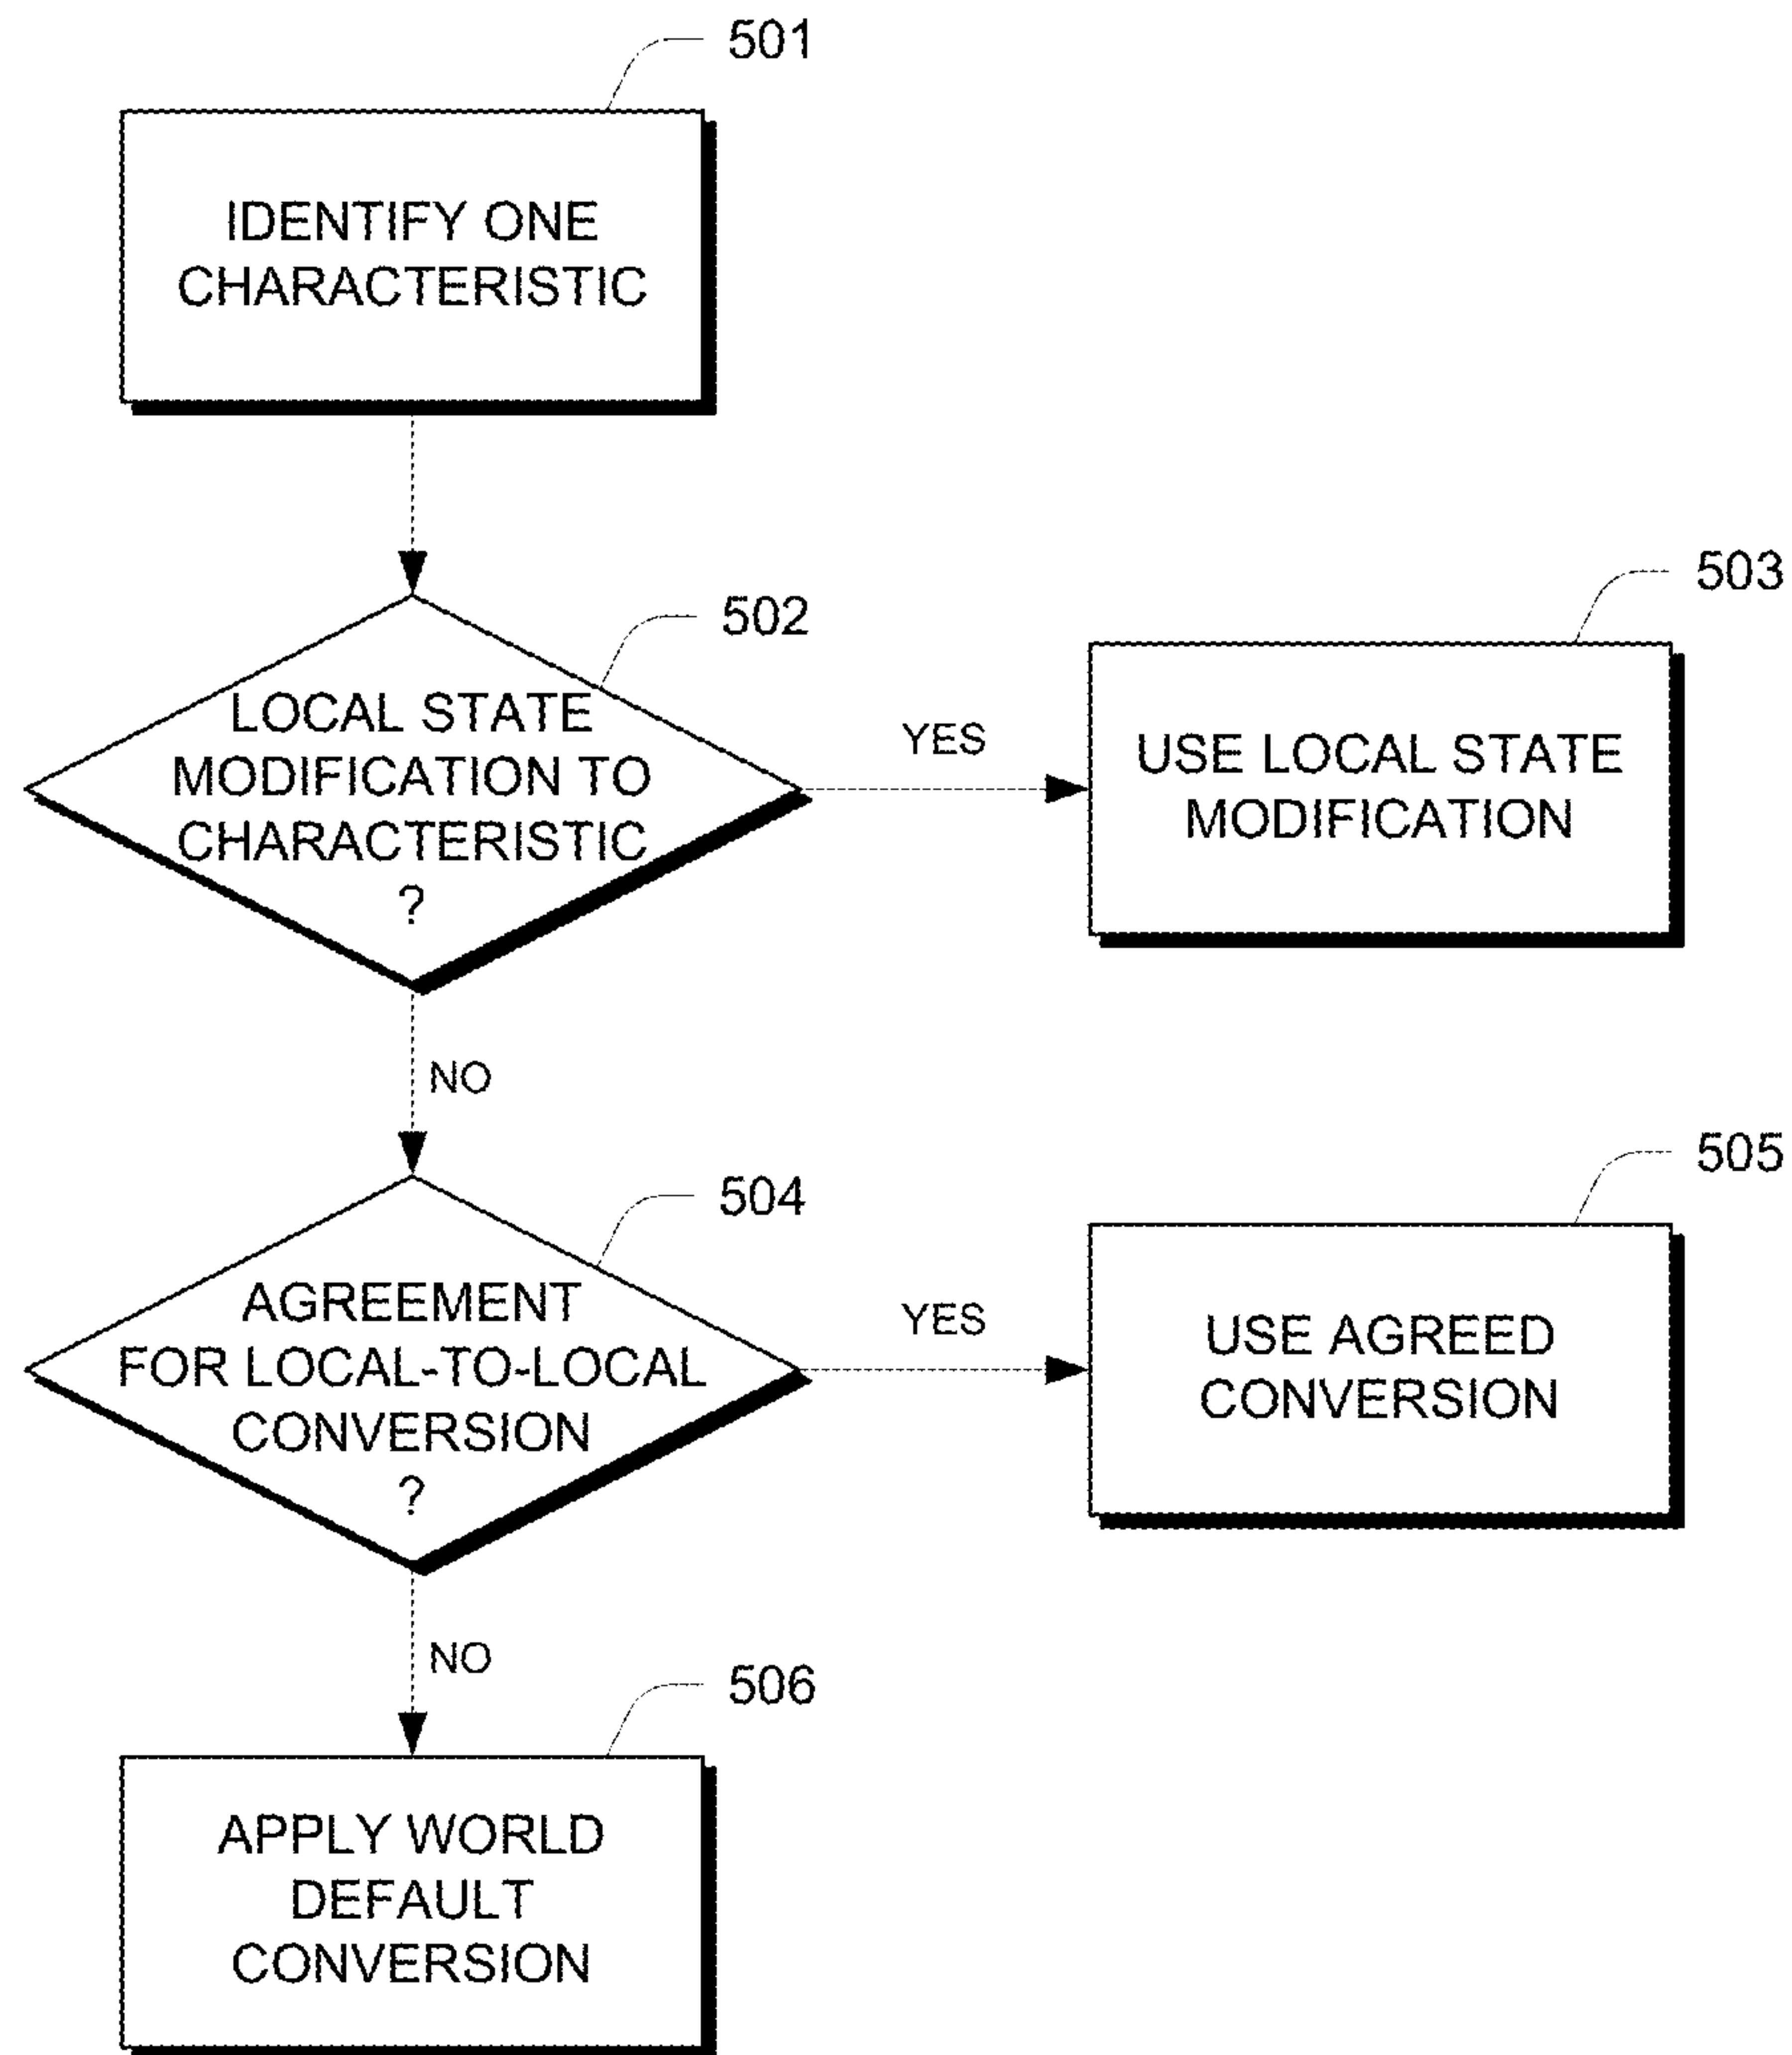 501
IDENTIFY ONE
CHARACTERISTIC
502
LOCAL STATE
MODIFICATION TO
CHARACTERISTIC
?
YES
503
USE LOCAL STATE
MODIFICATION
NO
504
AGREEMENT
FOR LOCAL-TO-LOCAL
CONVERSION
?
YES
505
USE AGREED
CONVERSION
NO
506
APPLY WORLD
DEFAULT
CONVERSION